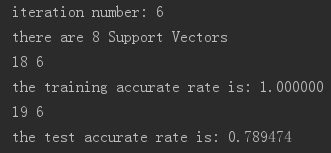 iteration number: 6
there are 8 Support Vectors
18 6
the training accurate rate is: 1.000000
19 6
the test accurate rate is: 0.789474